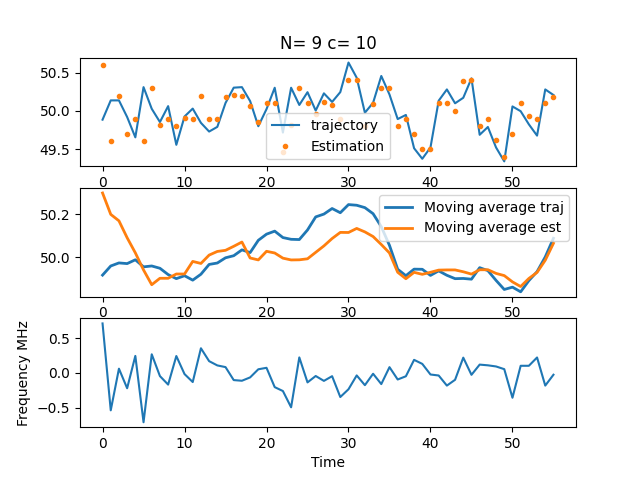 N= 9 c= 10
50.5
50.0
49.5
trajectory
Estimation
0 10 20 30 40 50
50.2
50.0
Moving average traj
Moving average est
0 10 20 30 40 50
Frequency MHz
0.5
0.0
−0.5
0 10 20 30 40 50
Time